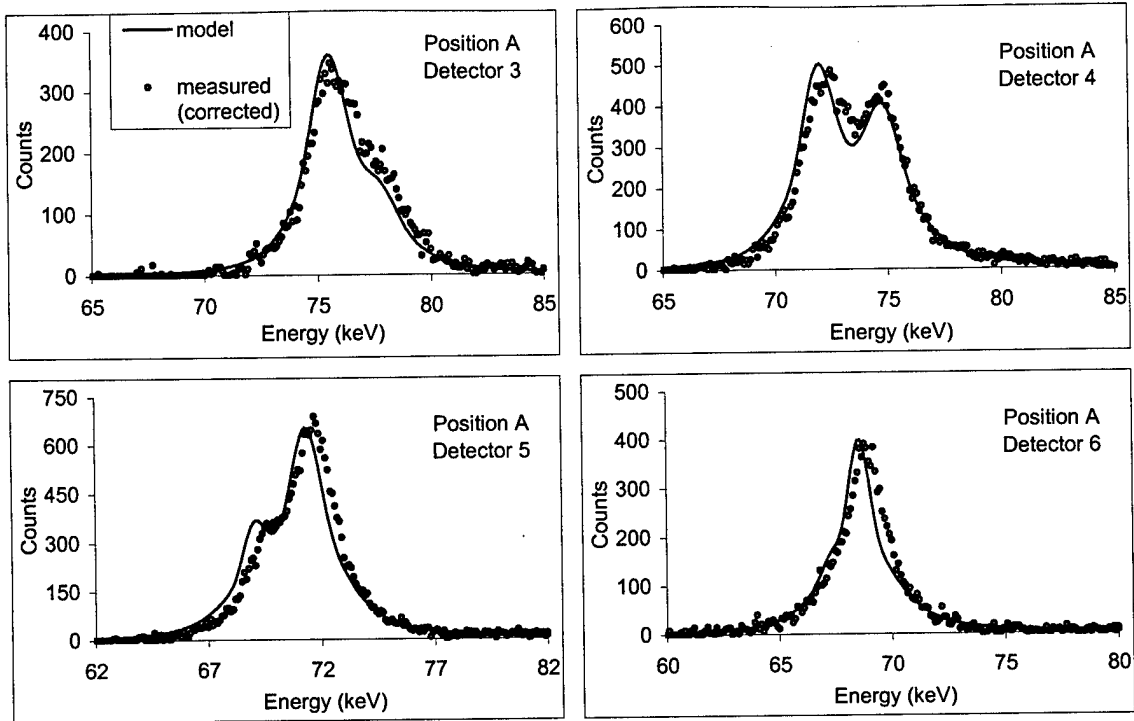 400
300
200
100
0
Counts
model
measured
(corrected)
Position A
Detector 3
65
70
75
80
85
Energy (keV)
600
500
400
300
200
100
0
Counts
Position A
Detector 4
65
70
75
80
85
Energy (keV)
750
600
450
300
150
0
Counts
Position A
Detector 5
62
67
72
77
82
Energy (keV)
500
400
300
200
100
0
Counts
Position A
Detector 6
60
65
70
75
80
Energy (keV)